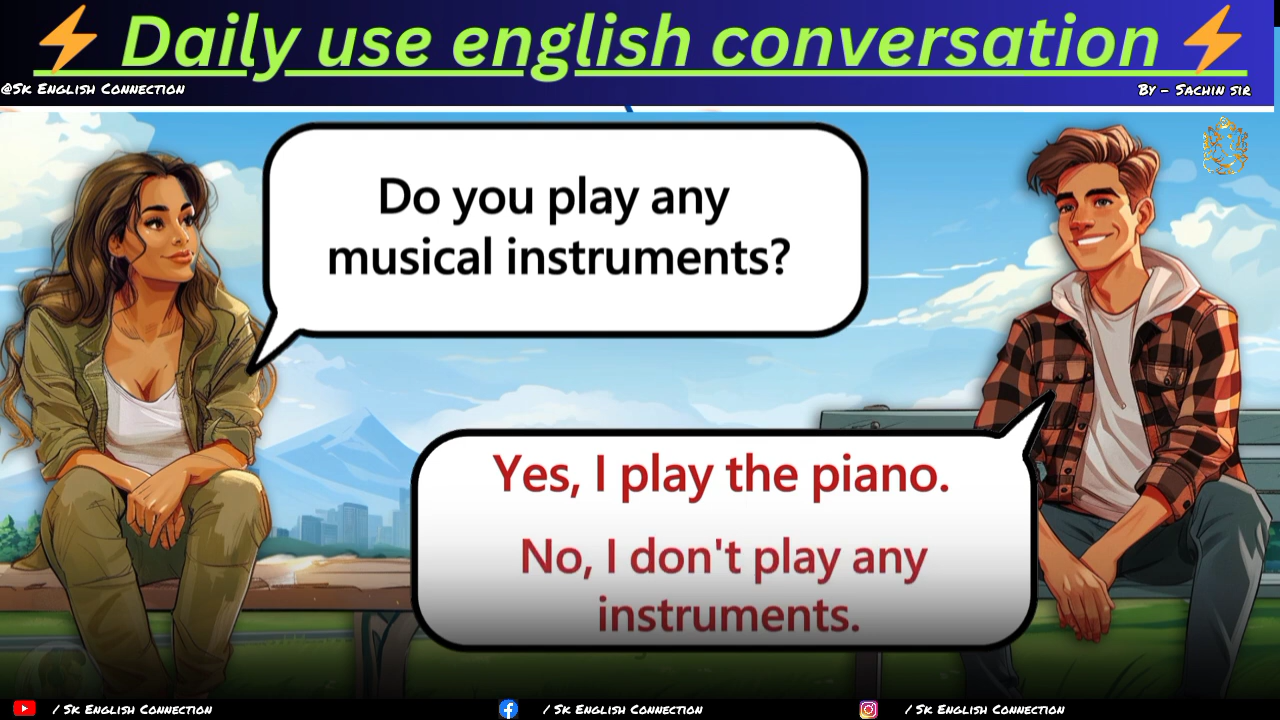 ⚡ Daily use english conversation ⚡
@Sk English Connection
By - Sachin sir
Do you play any
musical instruments?
Yes, I play the piano.
No, I don't play any
instruments.
/ Sk English Connection
/ Sk English Connection
/ Sk English Connection